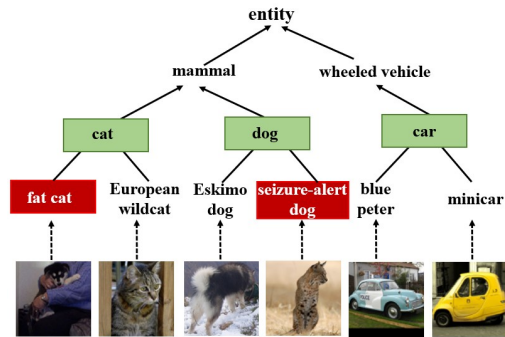 entity
mammal
wheeled vehicle
cat
dog
car
fat cat
European
wildcat
Eskimo
dog
seizure-alert
dog
blue
peter
minicar